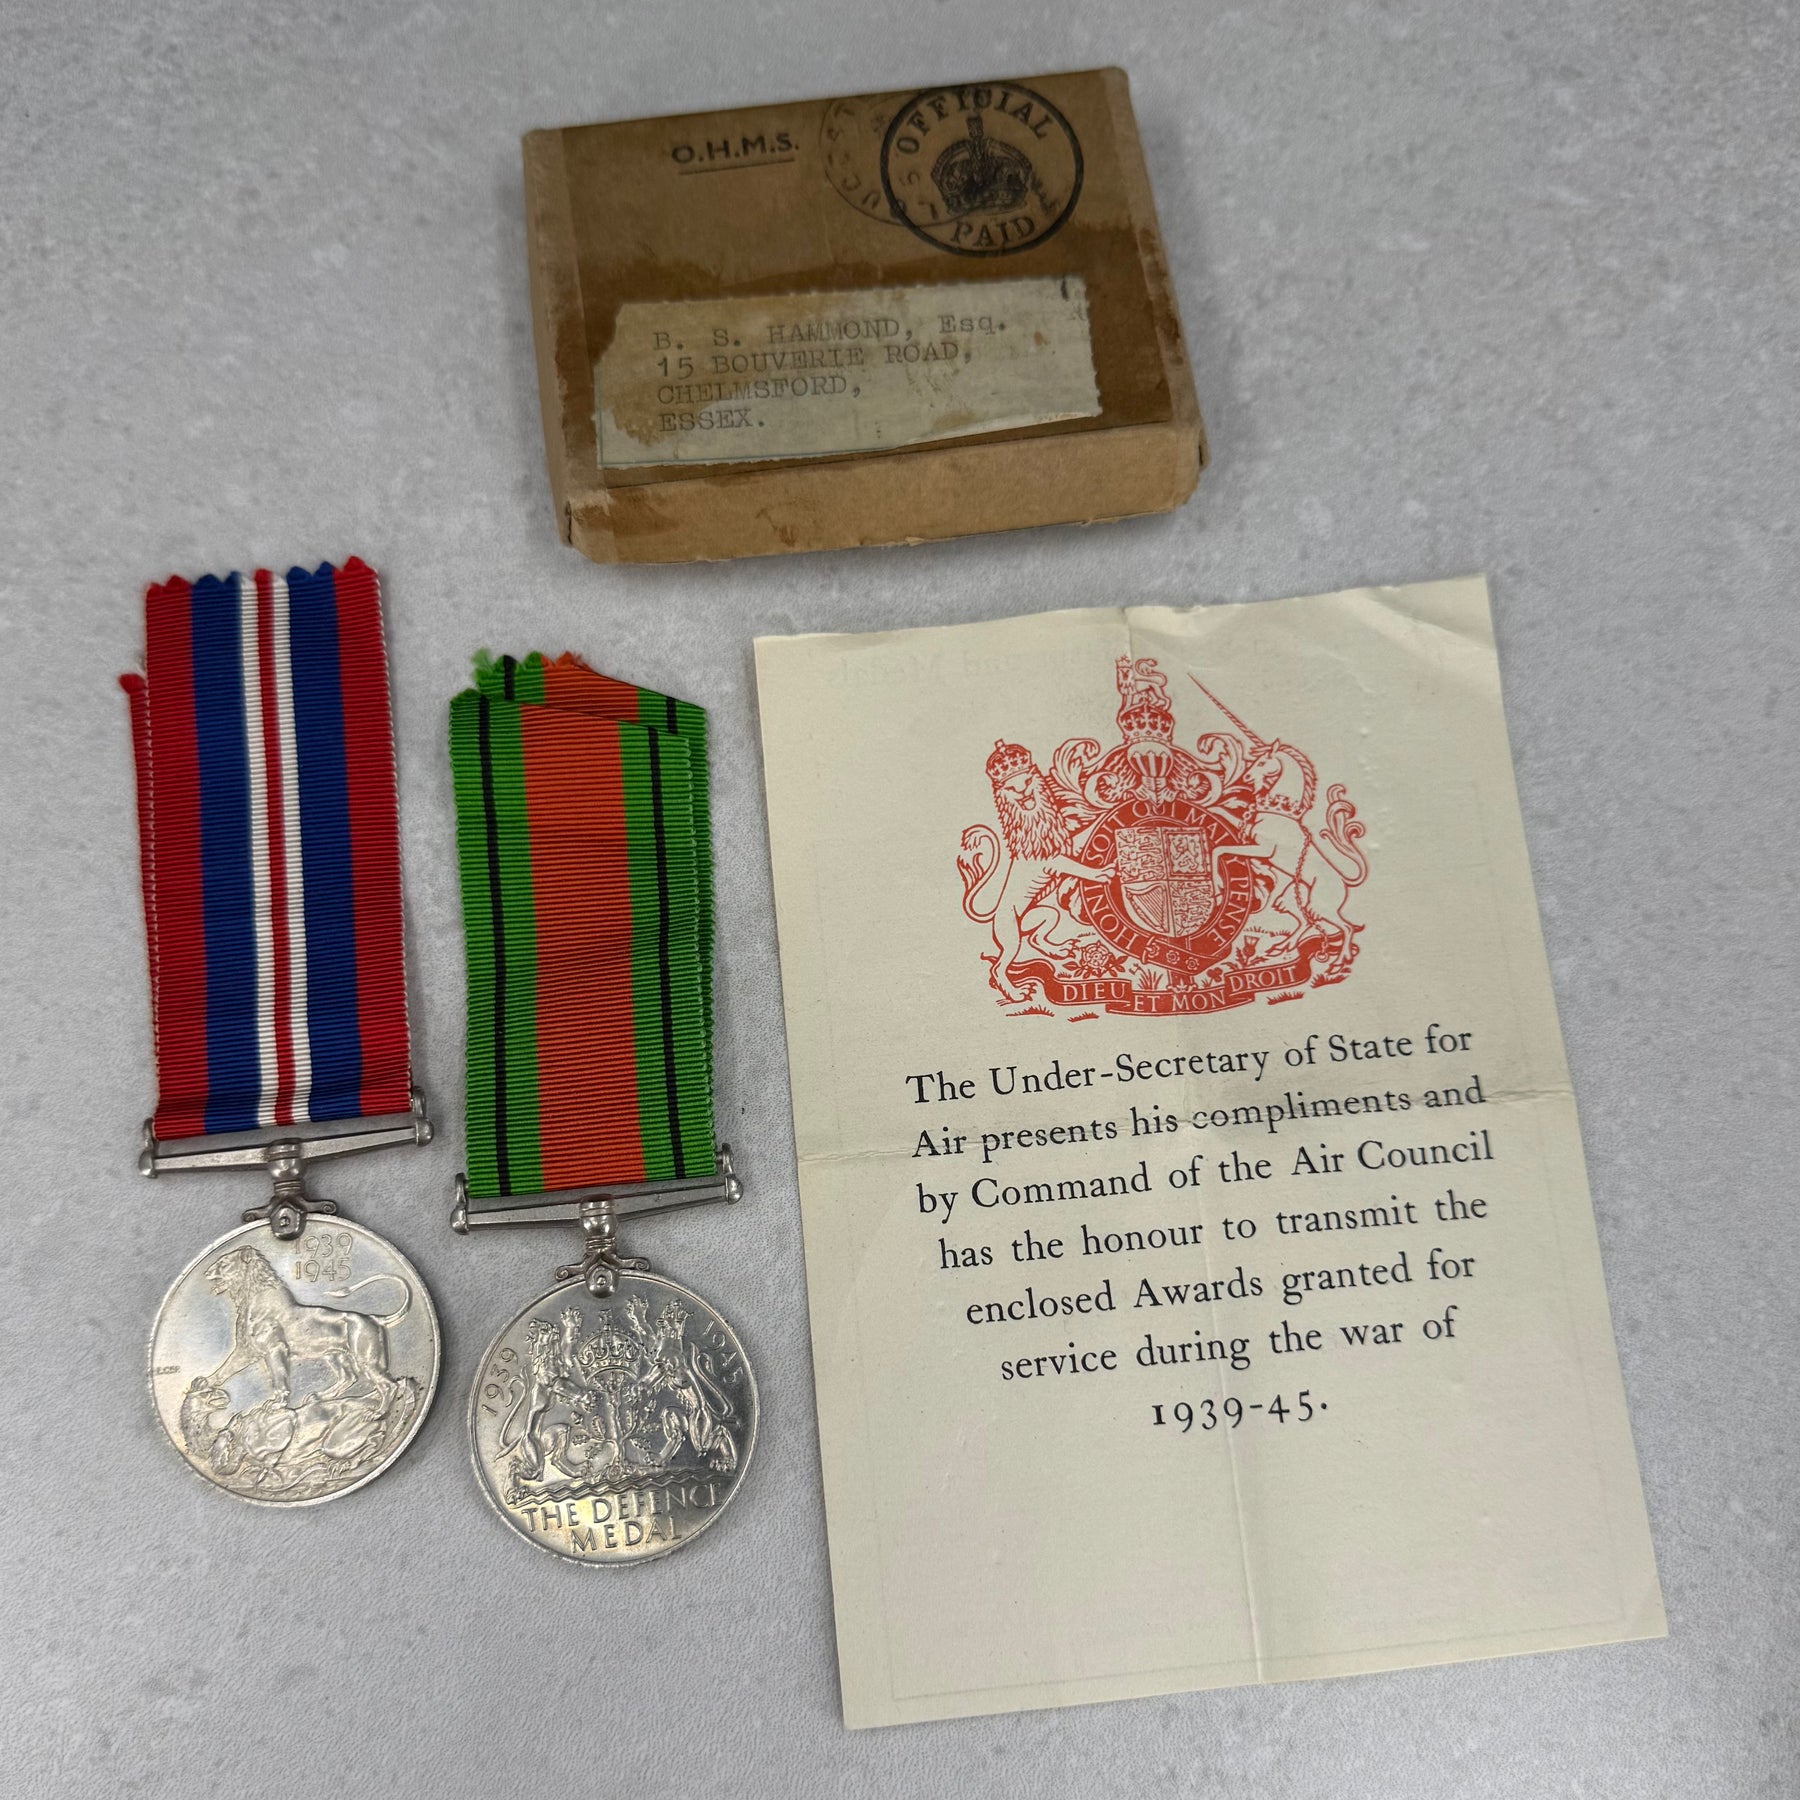 O.H.M.S.
OFFICIAL
PAID
B. S. HAMMOND, Esq.
15 BOUVERIE ROAD,
CHELMSFORD,
ESSEX.
HONI SOIT QUI MAL Y PENSE
DIEU ET MON DROIT
The Under-Secretary of State for
Air presents his compliments and
by Command of the Air Council
has the honour to transmit the
enclosed Awards granted for
service during the war of
1939-45.
1939
1945
1939
1945
THE DEFENCE
MEDAL